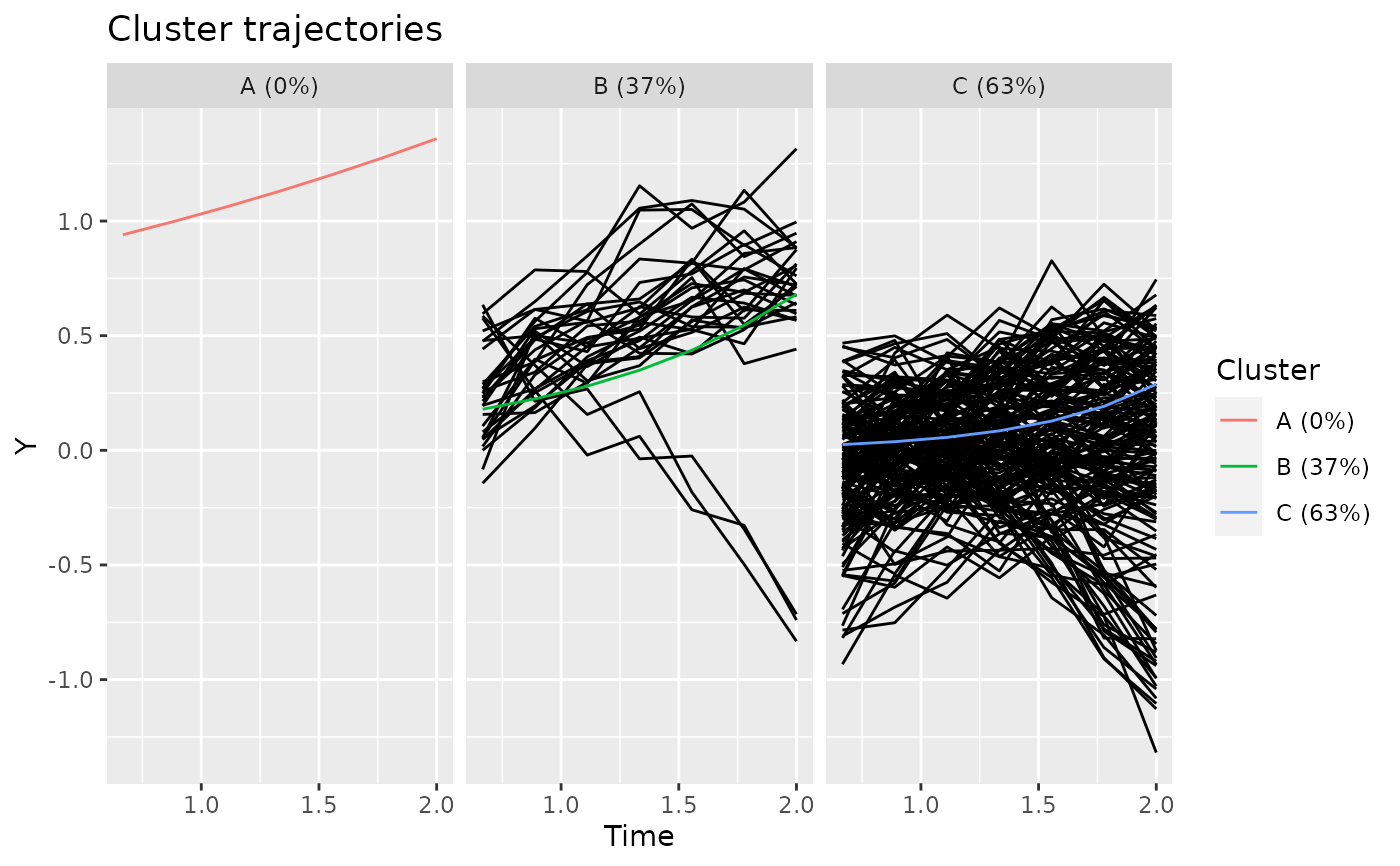 Cluster trajectories
A (0%) B (37%) C (63%)
1.0
0.5
0.0
-0.5
-1.0
Y
1.0 1.5 2.0 1.0 1.5 2.0 1.0 1.5 2.0
Time
Cluster
A (0%)
B (37%)
C (63%)